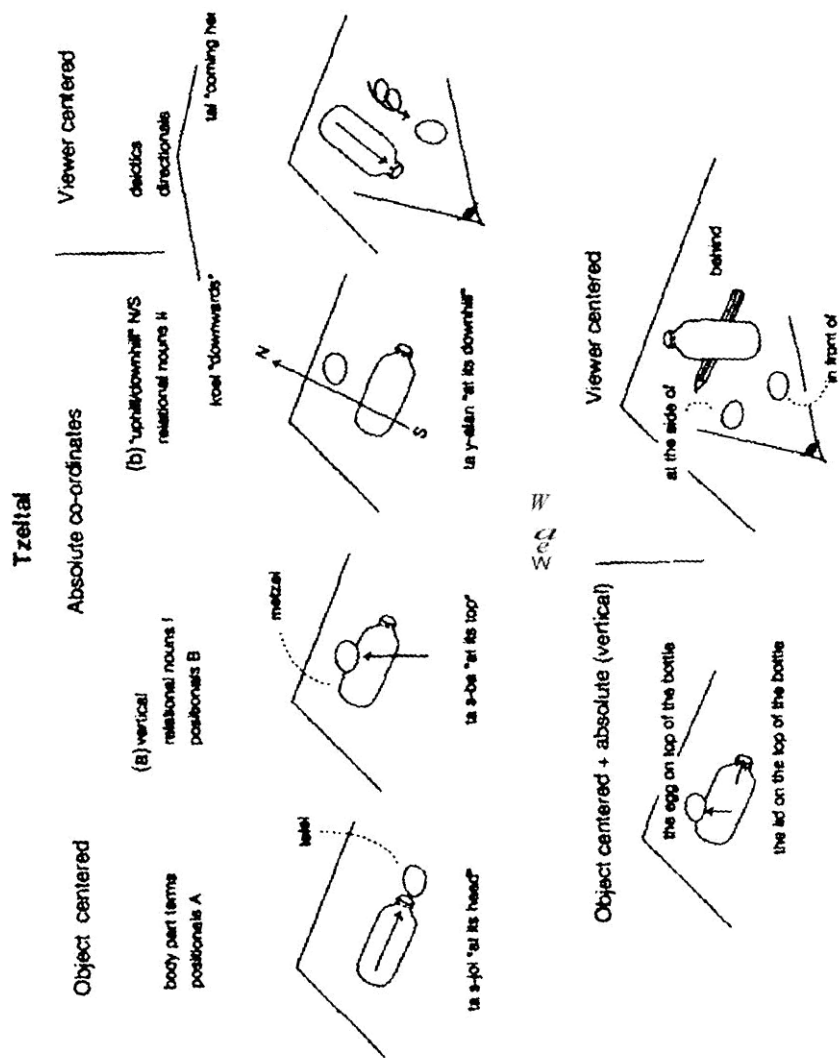 Tzeltal
Object centered
Absolute co-ordinates
Viewer centered
body part terms
positionals A
(a) vertical
relational nouns I
positionals B
(b) "uphill/downhill" N/S
relational nouns II
deictics
directionals
koel "downwards"
tal "coming her
telel
metzel
N
S
ta s-jol "at its head"
ta s-ba "at its top"
ta y-alan "at its downhill"
W
a
e
W
Object centered + absolute (vertical)
Viewer centered
the egg on top of the bottle
the lid on the top of the bottle
at the side of
behind
in front of